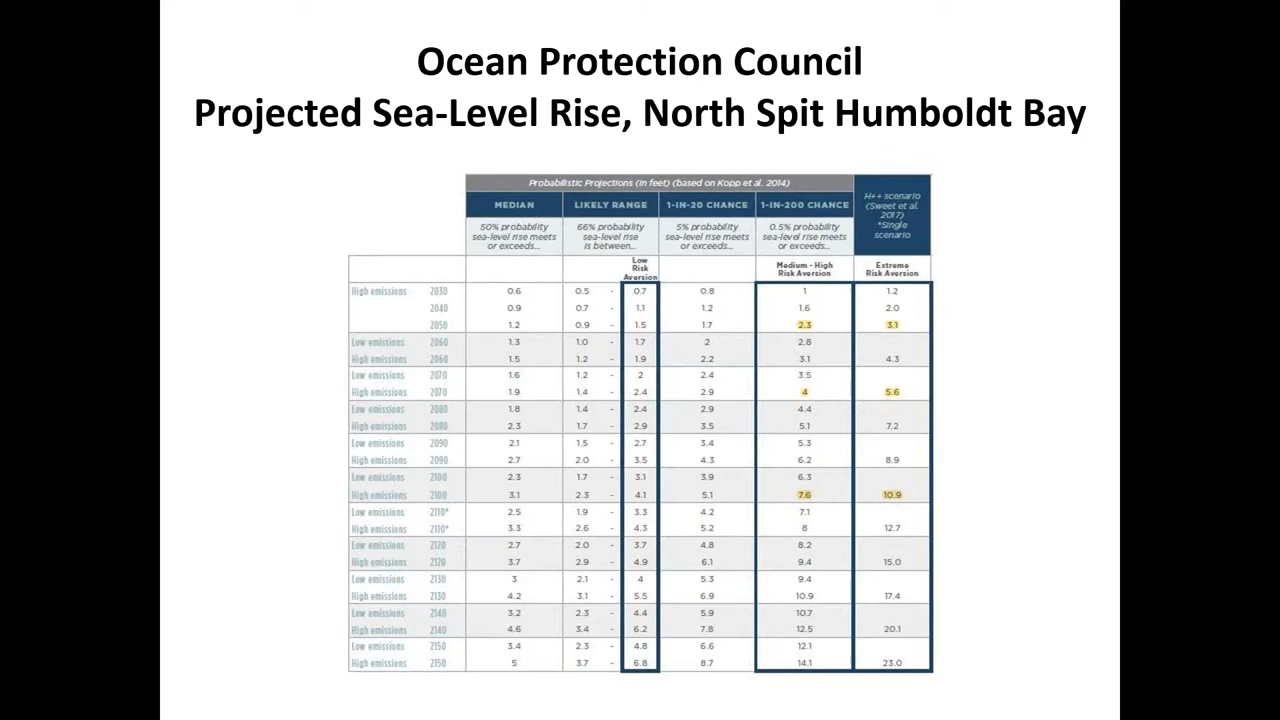 Ocean Protection Council
Projected Sea-Level Rise, North Spit Humboldt Bay
Probabilistic Projections (in feet) (based on Kopp et al. 2014)
H++ scenario (Sweet et al. 2017) *Single scenario
MEDIAN LIKELY RANGE 1-IN-20 CHANCE 1-IN-200 CHANCE
50% probability sea-level rise meets or exceeds... 66% probability sea-level rise is between... 5% probability sea-level rise meets or exceeds... 0.5% probability sea-level rise meets or exceeds...
Low Risk Aversion Medium - High Risk Aversion Extreme Risk Aversion
High emissions 2030 0.6 0.5 - 0.7 0.8 1 1.2
2040 0.9 0.7 - 1.1 1.2 1.6 2.0
2050 1.2 0.9 - 1.5 1.7 2.3 3.1
Low emissions 2060 1.3 1.0 - 1.7 2 2.8
High emissions 2060 1.5 1.2 - 1.9 2.2 3.1 4.3
Low emissions 2070 1.6 1.2 - 2 2.4 3.5
High emissions 2070 1.9 1.4 - 2.4 2.9 4 5.6
Low emissions 2080 1.8 1.4 - 2.4 2.9 4.4
High emissions 2080 2.3 1.7 - 2.9 3.5 5.1 7.2
Low emissions 2090 2.1 1.5 - 2.7 3.4 5.3
High emissions 2090 2.7 2.0 - 3.5 4.3 6.2 8.9
Low emissions 2100 2.3 1.7 - 3.1 3.9 6.3
High emissions 2100 3.1 2.3 - 4.1 5.1 7.6 10.9
Low emissions 2110* 2.5 1.9 - 3.3 4.2 7.1
High emissions 2110* 3.3 2.6 - 4.3 5.2 8 12.7
Low emissions 2120 2.7 2.0 - 3.7 4.8 8.2
High emissions 2120 3.7 2.9 - 4.9 6.1 9.4 15.0
Low emissions 2130 3 2.1 - 4 5.3 9.4
High emissions 2130 4.2 3.1 - 5.5 6.9 10.9 17.4
Low emissions 2140 3.2 2.3 - 4.4 5.9 10.7
High emissions 2140 4.6 3.4 - 6.2 7.8 12.5 20.1
Low emissions 2150 3.4 2.3 - 4.8 6.6 12.1
High emissions 2150 5 3.7 - 6.8 8.7 14.1 23.0